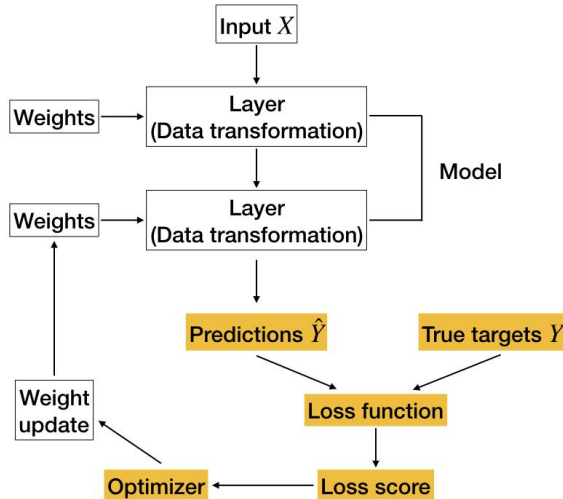 Input X
Weights
Layer
(Data transformation)
Model
Weights
Layer
(Data transformation)
Predictions Ŷ
True targets Y
Loss function
Weight
update
Optimizer
Loss score